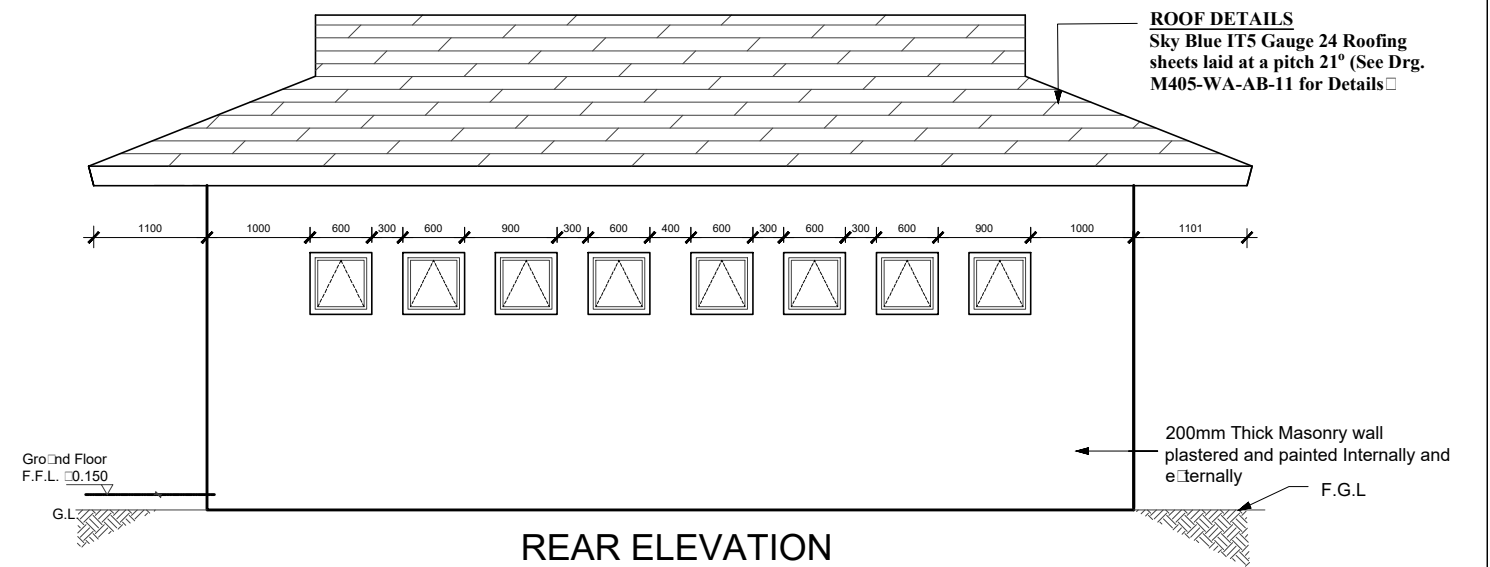 ROOF DETAILS
Sky Blue IT5 Gauge 24 Roofing
sheets laid at a pitch 21° (See Drg.
M405-WA-AB-11 for Details□
1100 1000 600 300 600 900 300 600 400 600 300 600 300 600 900 1000 1101
200mm Thick Masonry wall
plastered and painted Internally and
e□ternally
Gro□nd Floor
F.F.L. □0.150
G.L
F.G.L
REAR ELEVATION